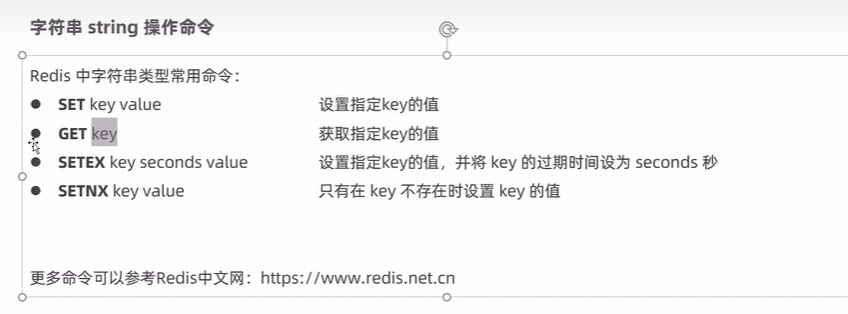 字符串 string 操作命令
Redis 中字符串类型常用命令：
● SET key value 设置指定key的值
● GET key 获取指定key的值
● SETEX key seconds value 设置指定key的值，并将 key 的过期时间设为 seconds 秒
● SETNX key value 只有在 key 不存在时设置 key 的值
更多命令可以参考Redis中文网：https://www.redis.net.cn